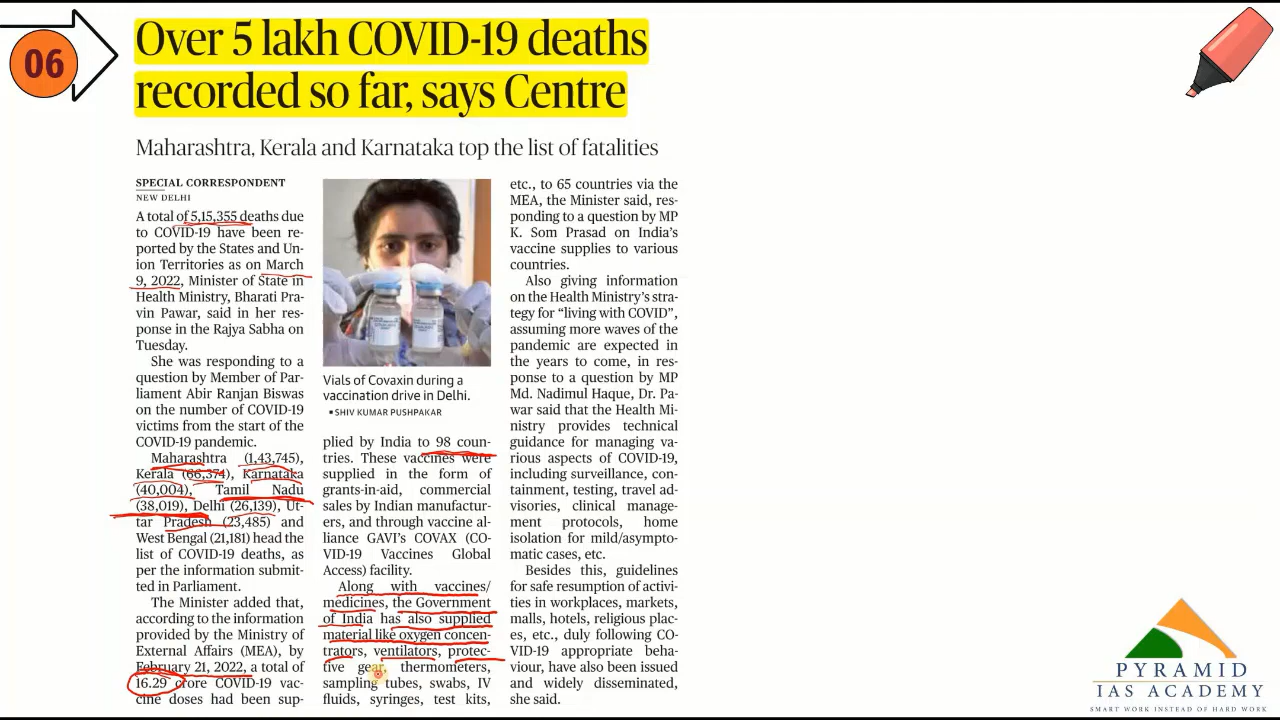 06
Over 5 lakh COVID-19 deaths
recorded so far, says Centre
Maharashtra, Kerala and Karnataka top the list of fatalities
SPECIAL CORRESPONDENT
NEW DELHI
A total of 5,15,355 deaths due
to COVID-19 have been re-
ported by the States and Un-
ion Territories as on March
9, 2022, Minister of State in
Health Ministry, Bharati Pra-
vin Pawar, said in her res-
ponse in the Rajya Sabha on
Tuesday.
She was responding to a
question by Member of Par-
liament Abir Ranjan Biswas
on the number of COVID-19
victims from the start of the
COVID-19 pandemic.
Maharashtra (1,43,745),
Kerala (66,374), Karnataka
(40,004), Tamil Nadu
(38,019), Delhi (26,139), Ut-
tar Pradesh (23,485) and
West Bengal (21,181) head the
list of COVID-19 deaths, as
per the information submit-
ted in Parliament.
The Minister added that,
according to the information
provided by the Ministry of
External Affairs (MEA), by
February 21, 2022, a total of
16.29 crore COVID-19 vac-
cine doses had been sup-
Vials of Covaxin during a
vaccination drive in Delhi.
▪SHIV KUMAR PUSHPAKAR
plied by India to 98 coun-
tries. These vaccines were
supplied in the form of
grants-in-aid, commercial
sales by Indian manufactur-
ers, and through vaccine al-
liance GAVI's COVAX (CO-
VID-19 Vaccines Global
Access) facility.
Along with vaccines/
medicines, the Government
of India has also supplied
material like oxygen concen-
trators, ventilators, protec-
tive gear, thermometers,
sampling tubes, swabs, IV
fluids, syringes, test kits,
etc., to 65 countries via the
MEA, the Minister said, res-
ponding to a question by MP
K. Som Prasad on India's
vaccine supplies to various
countries.
Also giving information
on the Health Ministry's stra-
tegy for "living with COVID",
assuming more waves of the
pandemic are expected in
the years to come, in res-
ponse to a question by MP
Md. Nadimul Haque, Dr. Pa-
war said that the Health Mi-
nistry provides technical
guidance for managing va-
rious aspects of COVID-19,
including surveillance, con-
tainment, testing, travel ad-
visories, clinical manage-
ment protocols, home
isolation for mild/asympto-
matic cases, etc.
Besides this, guidelines
for safe resumption of activi-
ties in workplaces, markets,
malls, hotels, religious plac-
es, etc., duly following CO-
VID-19 appropriate beha-
viour, have also been issued
and widely disseminated,
she said.
PYRAMID
IAS ACADEMY
SMART WORK INSTEAD OF HARD WORK